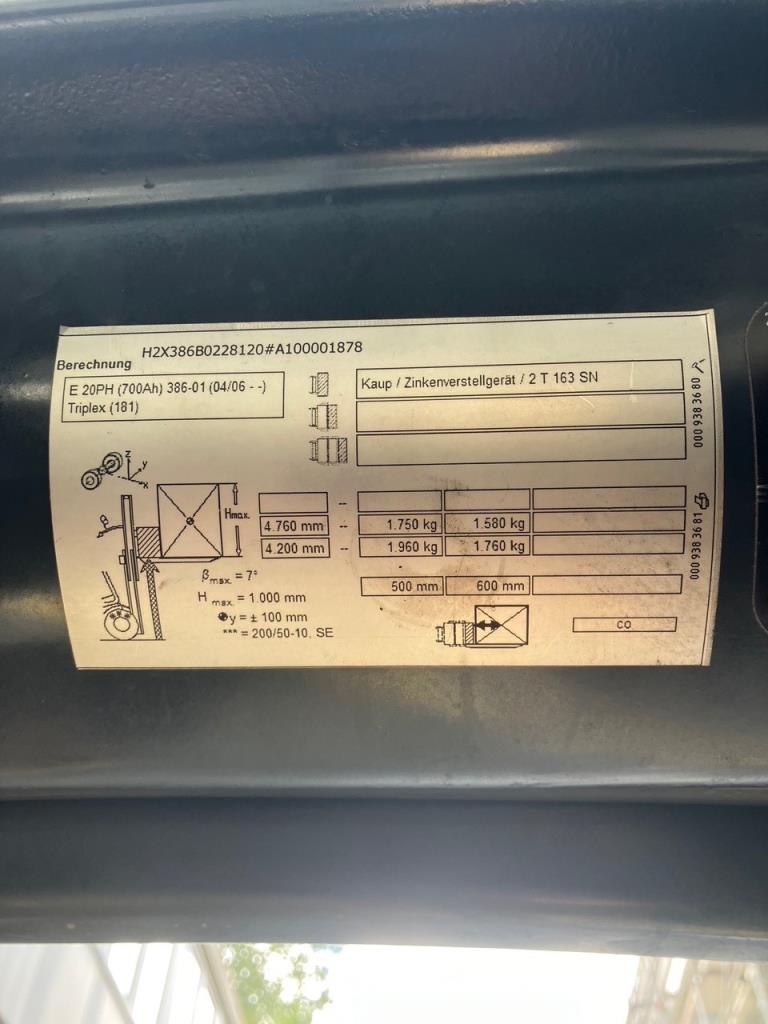 H2X386B0228120#A100001878
Berechnung
E 20PH (700Ah) 386-01 (04/06 - -)
Triplex (181)
Kaup / Zinkenverstellgerät / 2 T 163 SN
000 938 36 80
z
y
x
β
Hmax.
--
4.760 mm -- 1.750 kg 1.580 kg
4.200 mm -- 1.960 kg 1.760 kg
500 mm 600 mm
βmax. = 7°
H max. = 1.000 mm
y = ± 100 mm
*** = 200/50-10, SE
CO
000 938 36 81